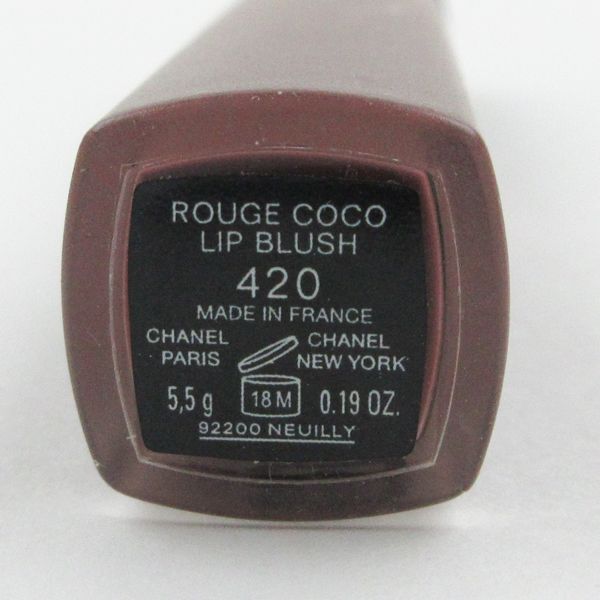 ROUGE COCO
LIP BLUSH
420
MADE IN FRANCE
CHANEL CHANEL
PARIS NEW YORK
5,5 g 18M 0.19 OZ.
92200 NEUILLY